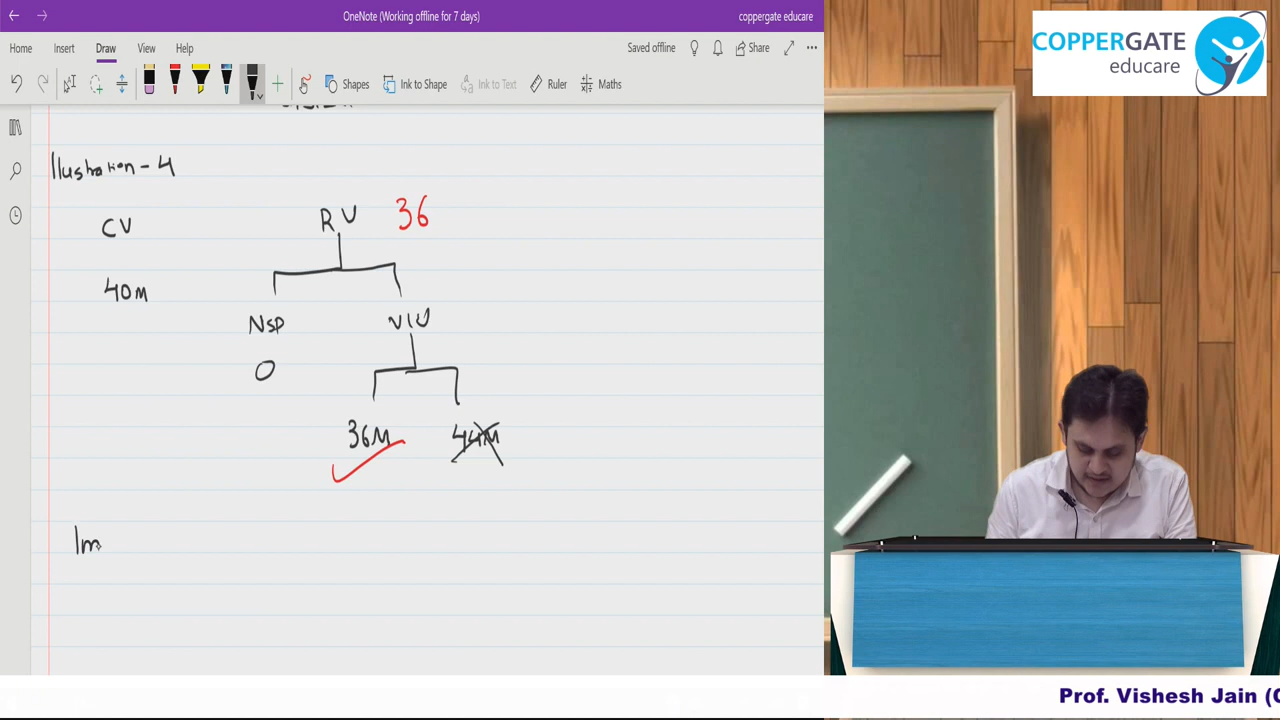 OneNote (Working offline for 7 days)
coppergate educare
Home Insert Draw View Help
Saved offline
Share
Shapes
Ink to Shape
Ink to Text
Ruler
Maths
COPPERGATE
educare
Illustration - 4
CV
RV 36
40M
NSP
VIU
0
36M
44M
Im
Prof. Vishesh Jain (C